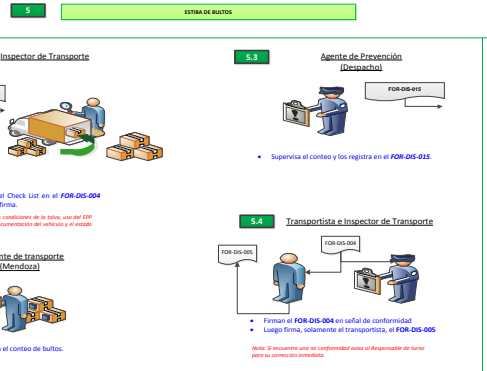 5
ESTIBA DE BULTOS
Inspector de Transporte
el Check List en el FOR-DIS-004
firma.
condiciones de la tolva, uso del EPP
documentación del vehículo y el estado
nte de transporte
(Mendoza)
el conteo de bultos.
5.3
Agente de Prevención
(Despacho)
FOR-DIS-015
• Supervisa el conteo y los registra en el FOR-DIS-015.
5.4
Transportista e Inspector de Transporte
FOR-DIS-005
FOR-DIS-004
• Firman el FOR-DIS-004 en señal de conformidad
• Luego firma, solamente el transportista, el FOR-DIS-005
Nota: Si encuentra una no conformidad avisa al Responsable de turno
para su corrección inmediata.